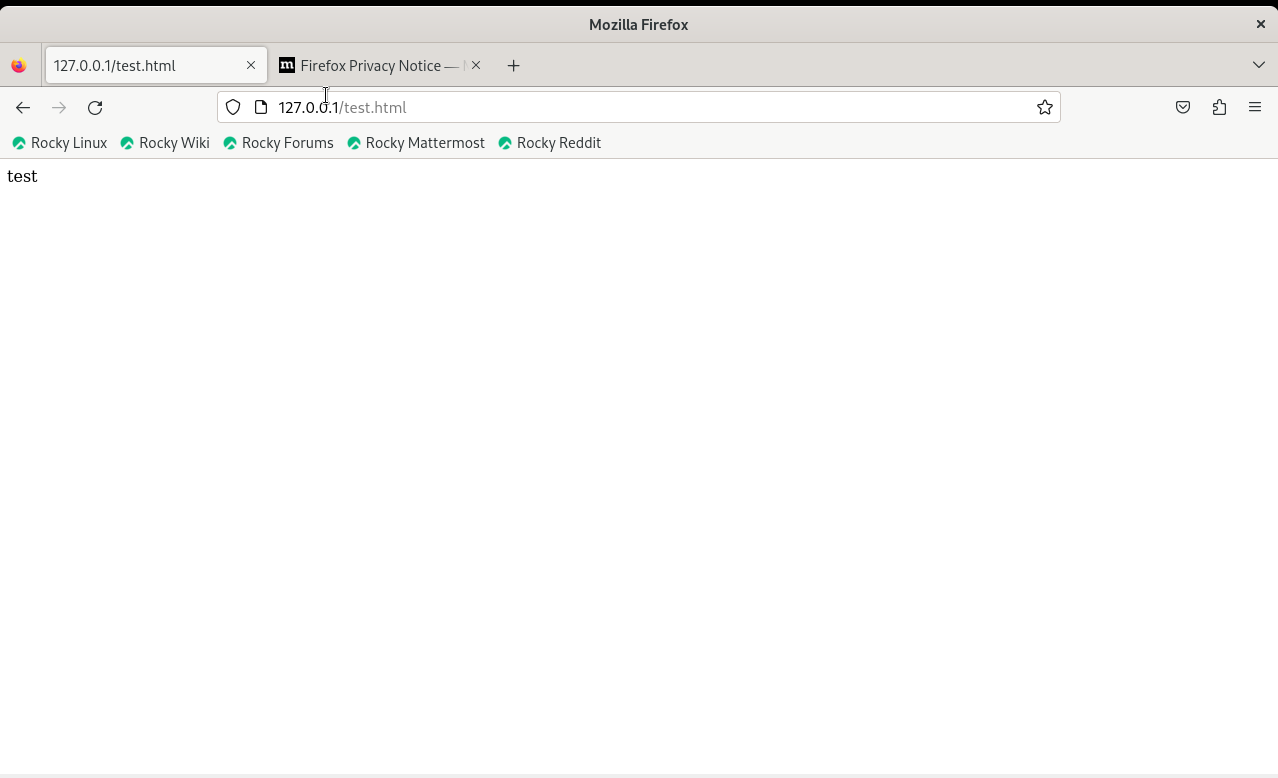 Mozilla Firefox
127.0.0.1/test.html
Firefox Privacy Notice —
127.0.0.1/test.html
Rocky Linux
Rocky Wiki
Rocky Forums
Rocky Mattermost
Rocky Reddit
test